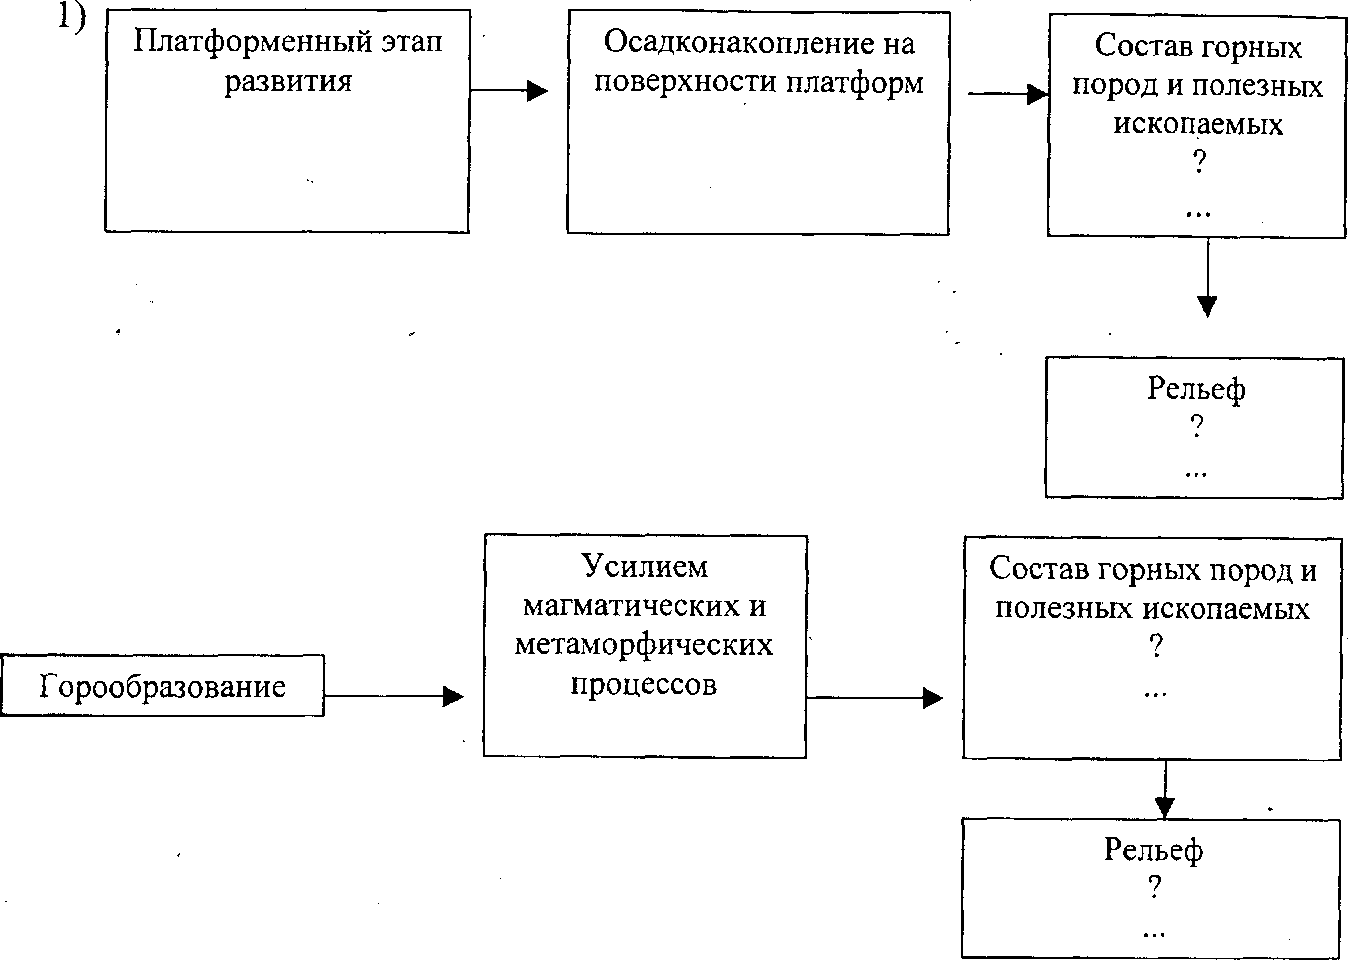 1)
Платформенный этап
развития
Осадконакопление на
поверхности платформ
Состав горных
пород и полезных
ископаемых
?
...
Рельеф
?
...
Горообразование
Усилием
магматических и
метаморфических
процессов
Состав горных пород и
полезных ископаемых
?
...
Рельеф
?
...